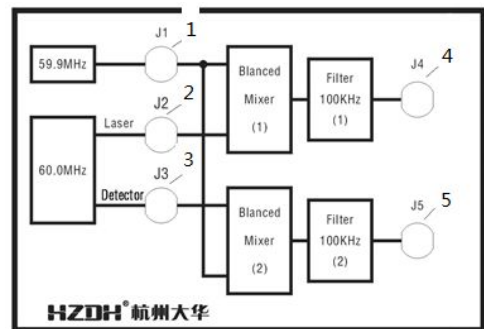 J1 1
59.9MHz
J2 2
Laser
60.0MHz
J3 3
Detector
Blanced
Mixer
(1)
Filter
100KHz
(1)
J4 4
Blanced
Mixer
(2)
Filter
100KHz
(2)
J5 5
HZDH®杭州大华